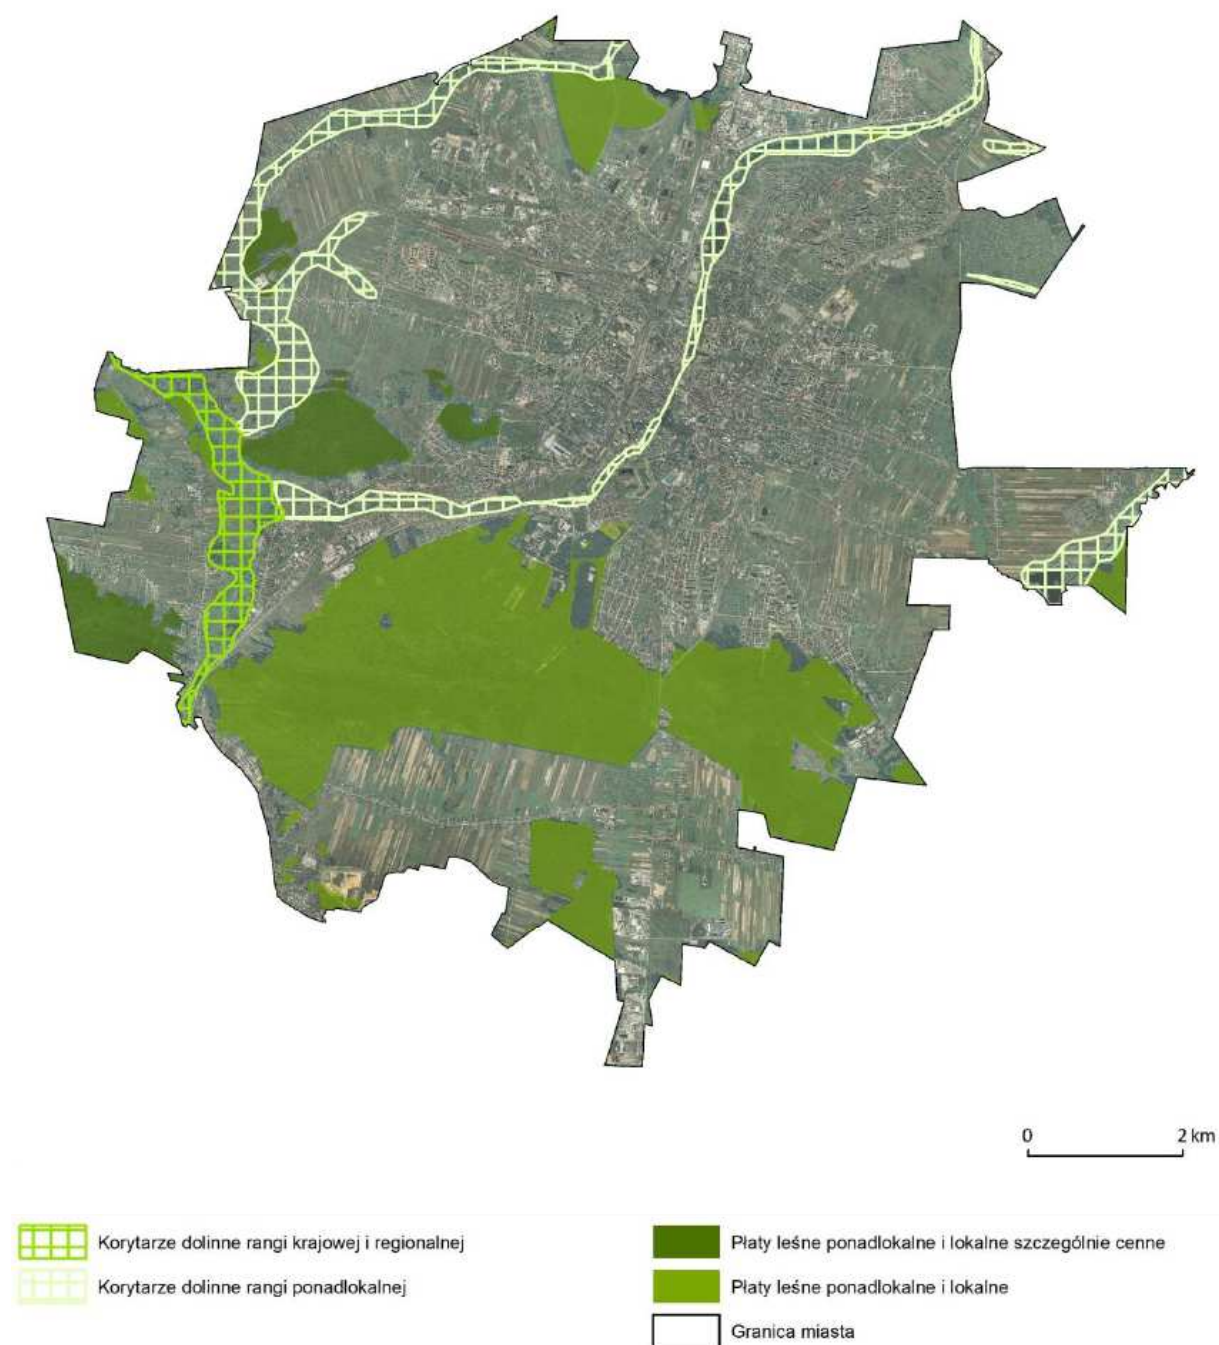 0 2 km
Korytarze dolinne rangi krajowej i regionalnej
Korytarze dolinne rangi ponadlokalnej
Płaty leśne ponadlokalne i lokalne szczególnie cenne
Płaty leśne ponadlokalne i lokalne
Granica miasta